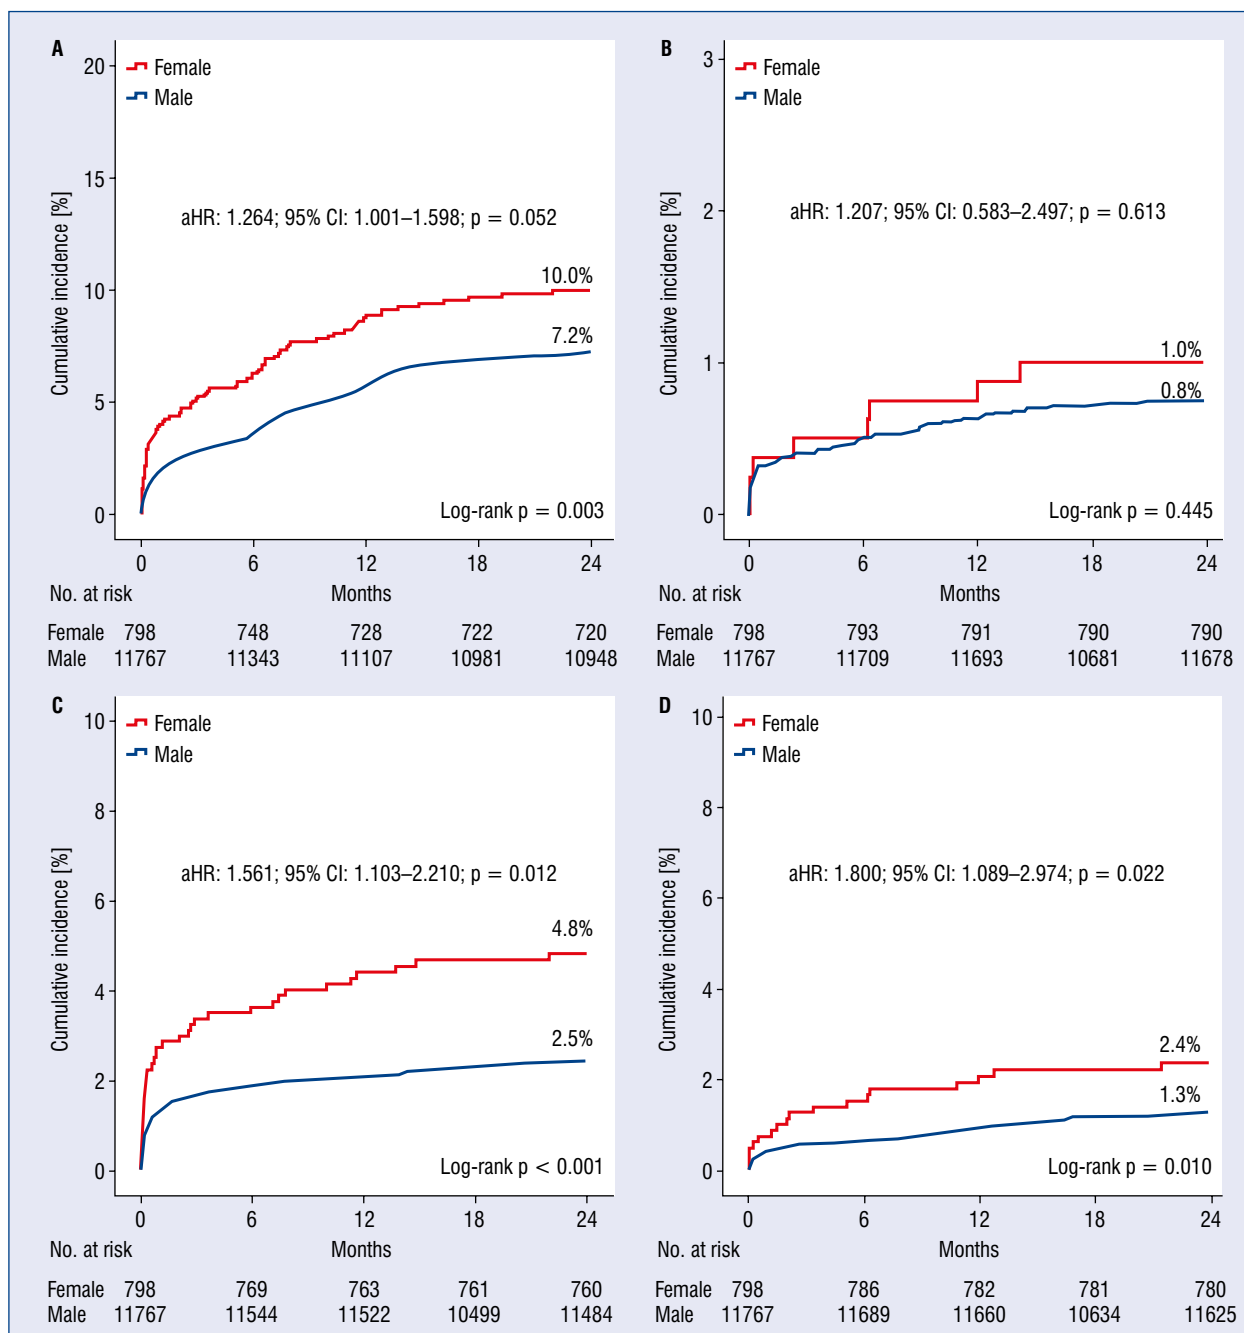 A
20
15
10
5
0
Cumulative incidence [%]
Female
Male
aHR: 1.264; 95% CI: 1.001–1.598; p = 0.052
10.0%
7.2%
Log-rank p = 0.003
0 6 12 18 24
No. at risk Months
Female 798 748 728 722 720
Male 11767 11343 11107 10981 10948
B
3
2
1
0
Cumulative incidence [%]
Female
Male
aHR: 1.207; 95% CI: 0.583–2.497; p = 0.613
1.0%
0.8%
Log-rank p = 0.445
0 6 12 18 24
No. at risk Months
Female 798 793 791 790 790
Male 11767 11709 11693 10681 11678
C
10
8
6
4
2
0
Cumulative incidence [%]
Female
Male
aHR: 1.561; 95% CI: 1.103–2.210; p = 0.012
4.8%
2.5%
Log-rank p < 0.001
0 6 12 18 24
No. at risk Months
Female 798 769 763 761 760
Male 11767 11544 11522 10499 11484
D
10
8
6
4
2
0
Cumulative incidence [%]
Female
Male
aHR: 1.800; 95% CI: 1.089–2.974; p = 0.022
2.4%
1.3%
Log-rank p = 0.010
0 6 12 18 24
No. at risk Months
Female 798 786 782 781 780
Male 11767 11689 11660 10634 11625